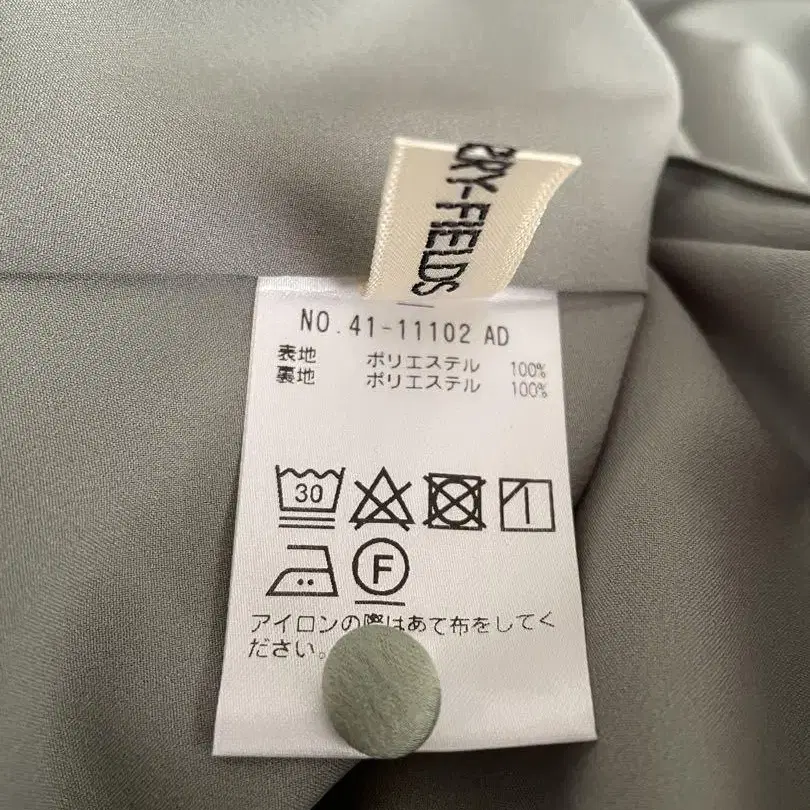 RY-FIELDS
NO. 41-11102 AD
表地 ポリエステル 100%
裏地 ポリエステル 100%
30
F
アイロンの際はあて布をしてく
ださい。